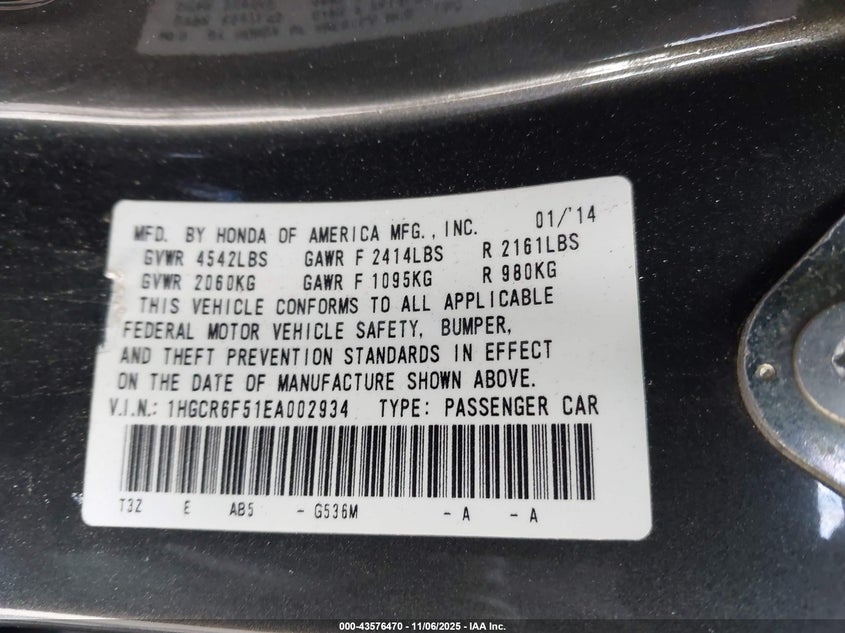 MFD. BY HONDA OF AMERICA MFG., INC. 01/'14
GVWR 4542LBS GAWR F 2414LBS R 2161LBS
GVWR 2060KG GAWR F 1095KG R 980KG
THIS VEHICLE CONFORMS TO ALL APPLICABLE
FEDERAL MOTOR VEHICLE SAFETY, BUMPER,
AND THEFT PREVENTION STANDARDS IN EFFECT
ON THE DATE OF MANUFACTURE SHOWN ABOVE.
V.I.N.: 1HGCR6F51EA002934 TYPE: PASSENGER CAR
T3Z E AB5 - G536M - A - A
000-43576470 - 11/06/2025 - IAA Inc.